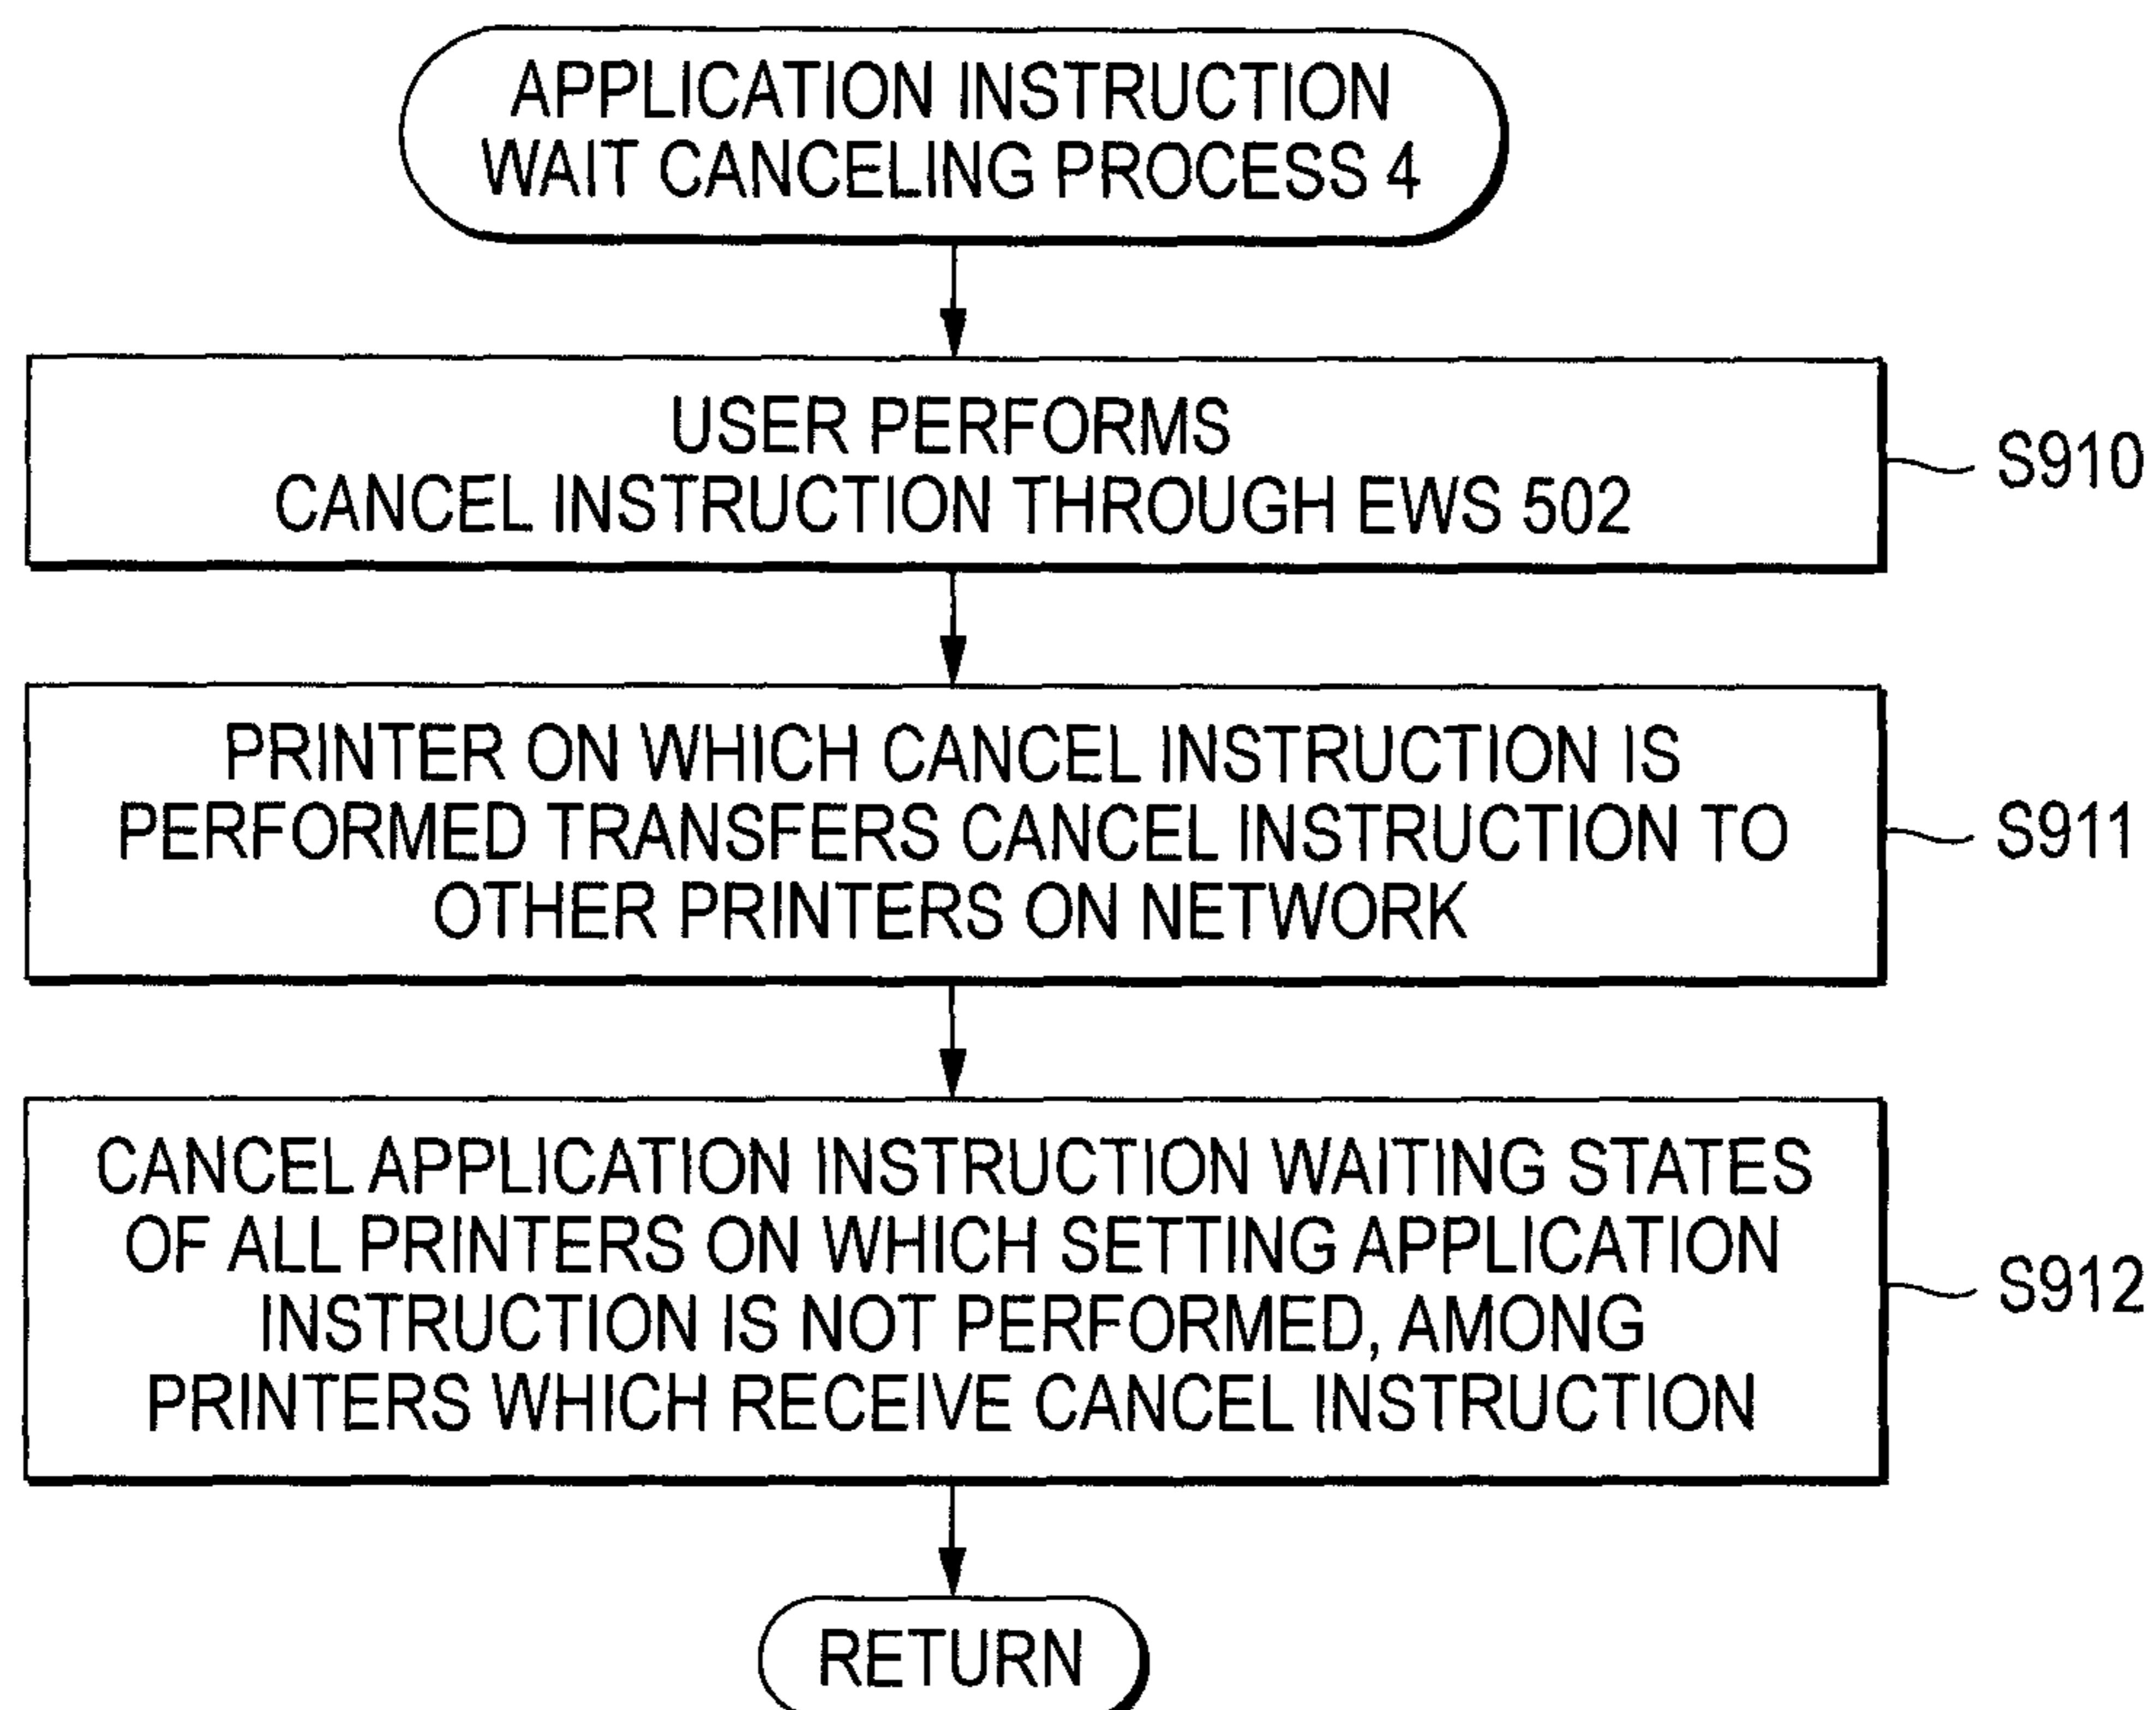 APPLICATION INSTRUCTION
WAIT CANCELING PROCESS 4
USER PERFORMS
CANCEL INSTRUCTION THROUGH EWS 502
S910
PRINTER ON WHICH CANCEL INSTRUCTION IS
PERFORMED TRANSFERS CANCEL INSTRUCTION TO
OTHER PRINTERS ON NETWORK
S911
CANCEL APPLICATION INSTRUCTION WAITING STATES
OF ALL PRINTERS ON WHICH SETTING APPLICATION
INSTRUCTION IS NOT PERFORMED, AMONG
PRINTERS WHICH RECEIVE CANCEL INSTRUCTION
S912
RETURN